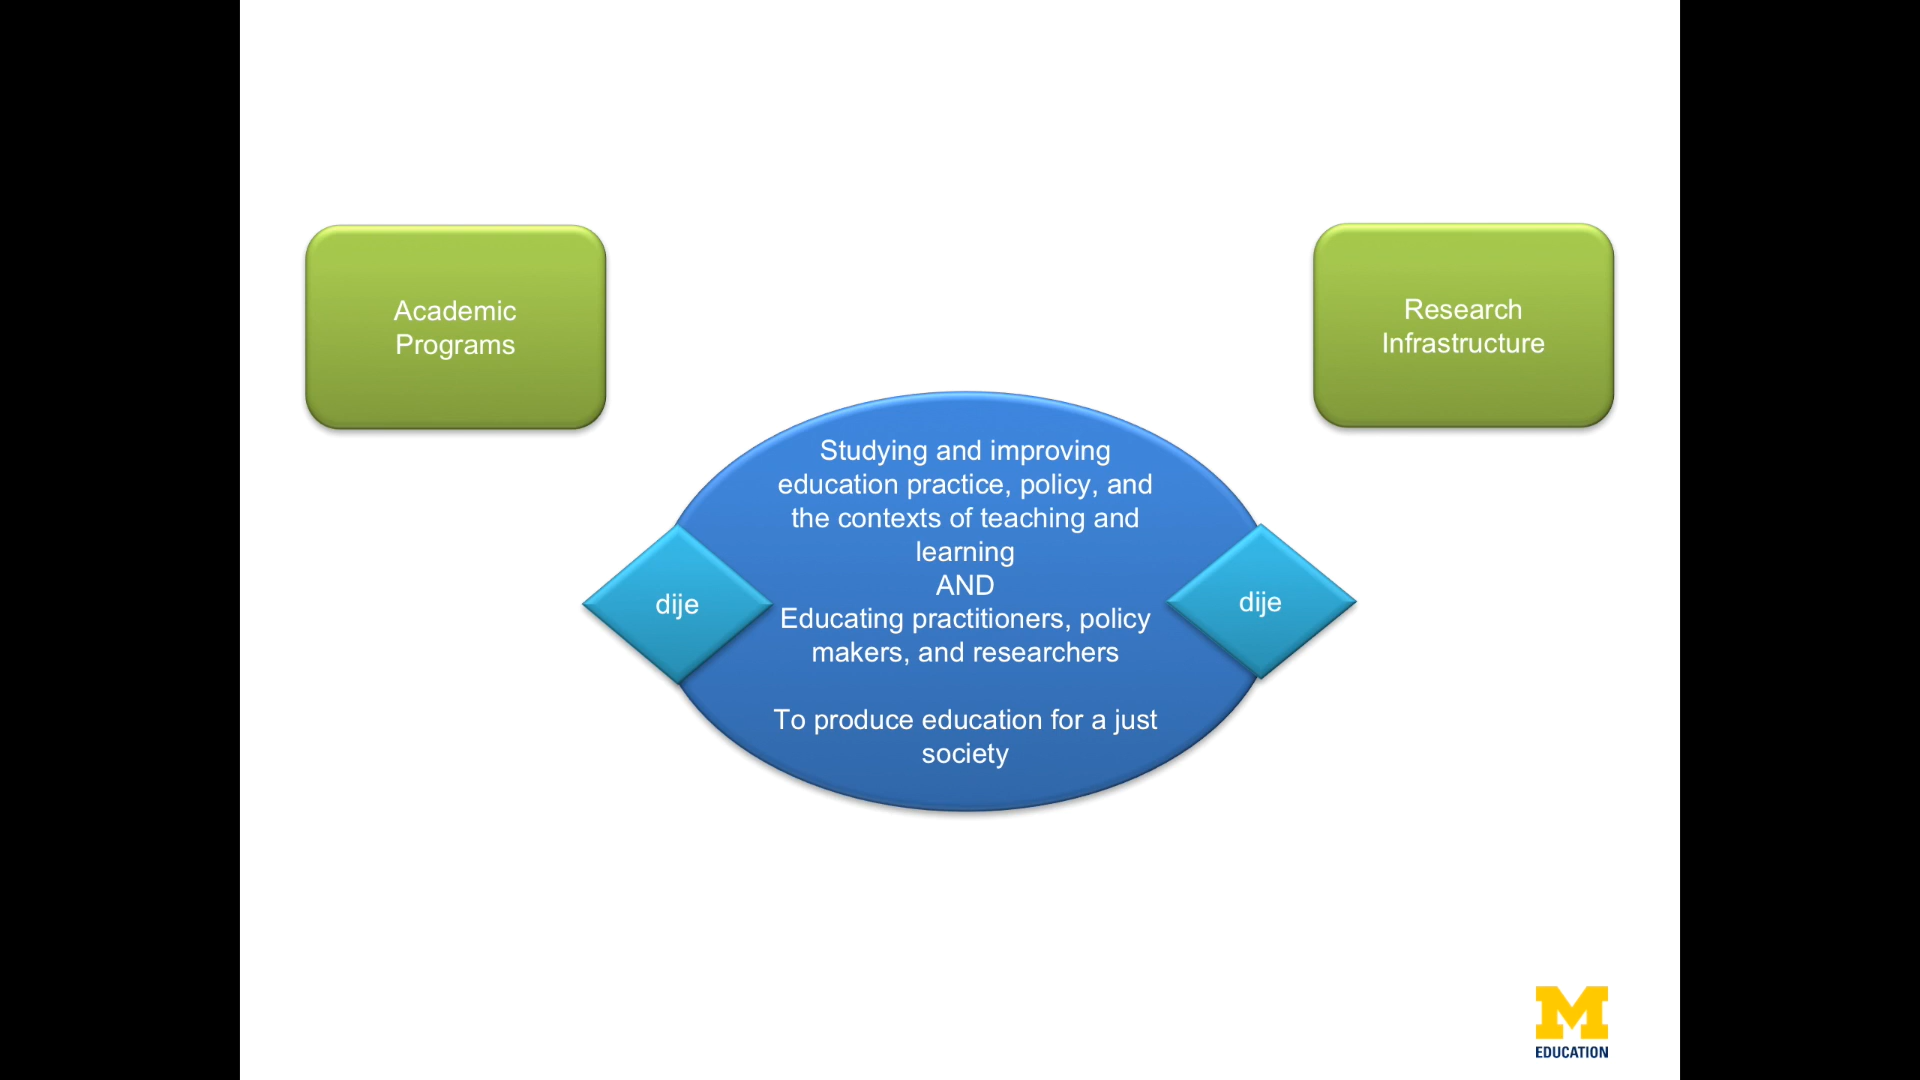 Academic
Programs
Research
Infrastructure
Studying and improving
education practice, policy, and
the contexts of teaching and
learning
AND
Educating practitioners, policy
makers, and researchers
To produce education for a just
society
dije
dije
M
EDUCATION